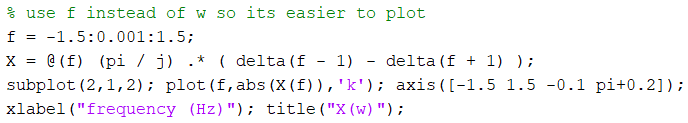 % use f instead of w so its easier to plot
f = -1.5:0.001:1.5;
X = @(f) (pi / j) .* ( delta(f - 1) - delta(f + 1) );
subplot(2,1,2); plot(f,abs(X(f)),'k'); axis([-1.5 1.5 -0.1 pi+0.2]);
xlabel("frequency (Hz)"); title("X(w)");